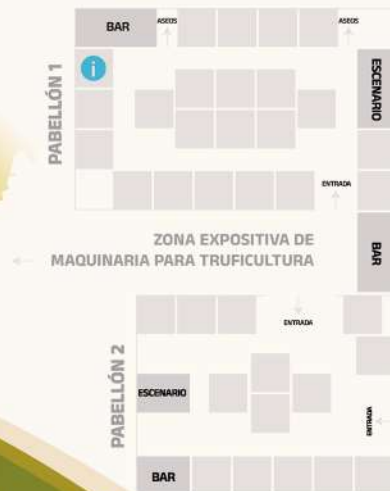 BAR
ASEOS
ASEOS
i
PABELLÓN 1
ESCENARIO
ENTRADA
ZONA EXPOSITIVA DE
MAQUINARIA PARA TRUFICULTURA
BAR
ENTRADA
PABELLÓN 2
ESCENARIO
ENTRADA
BAR